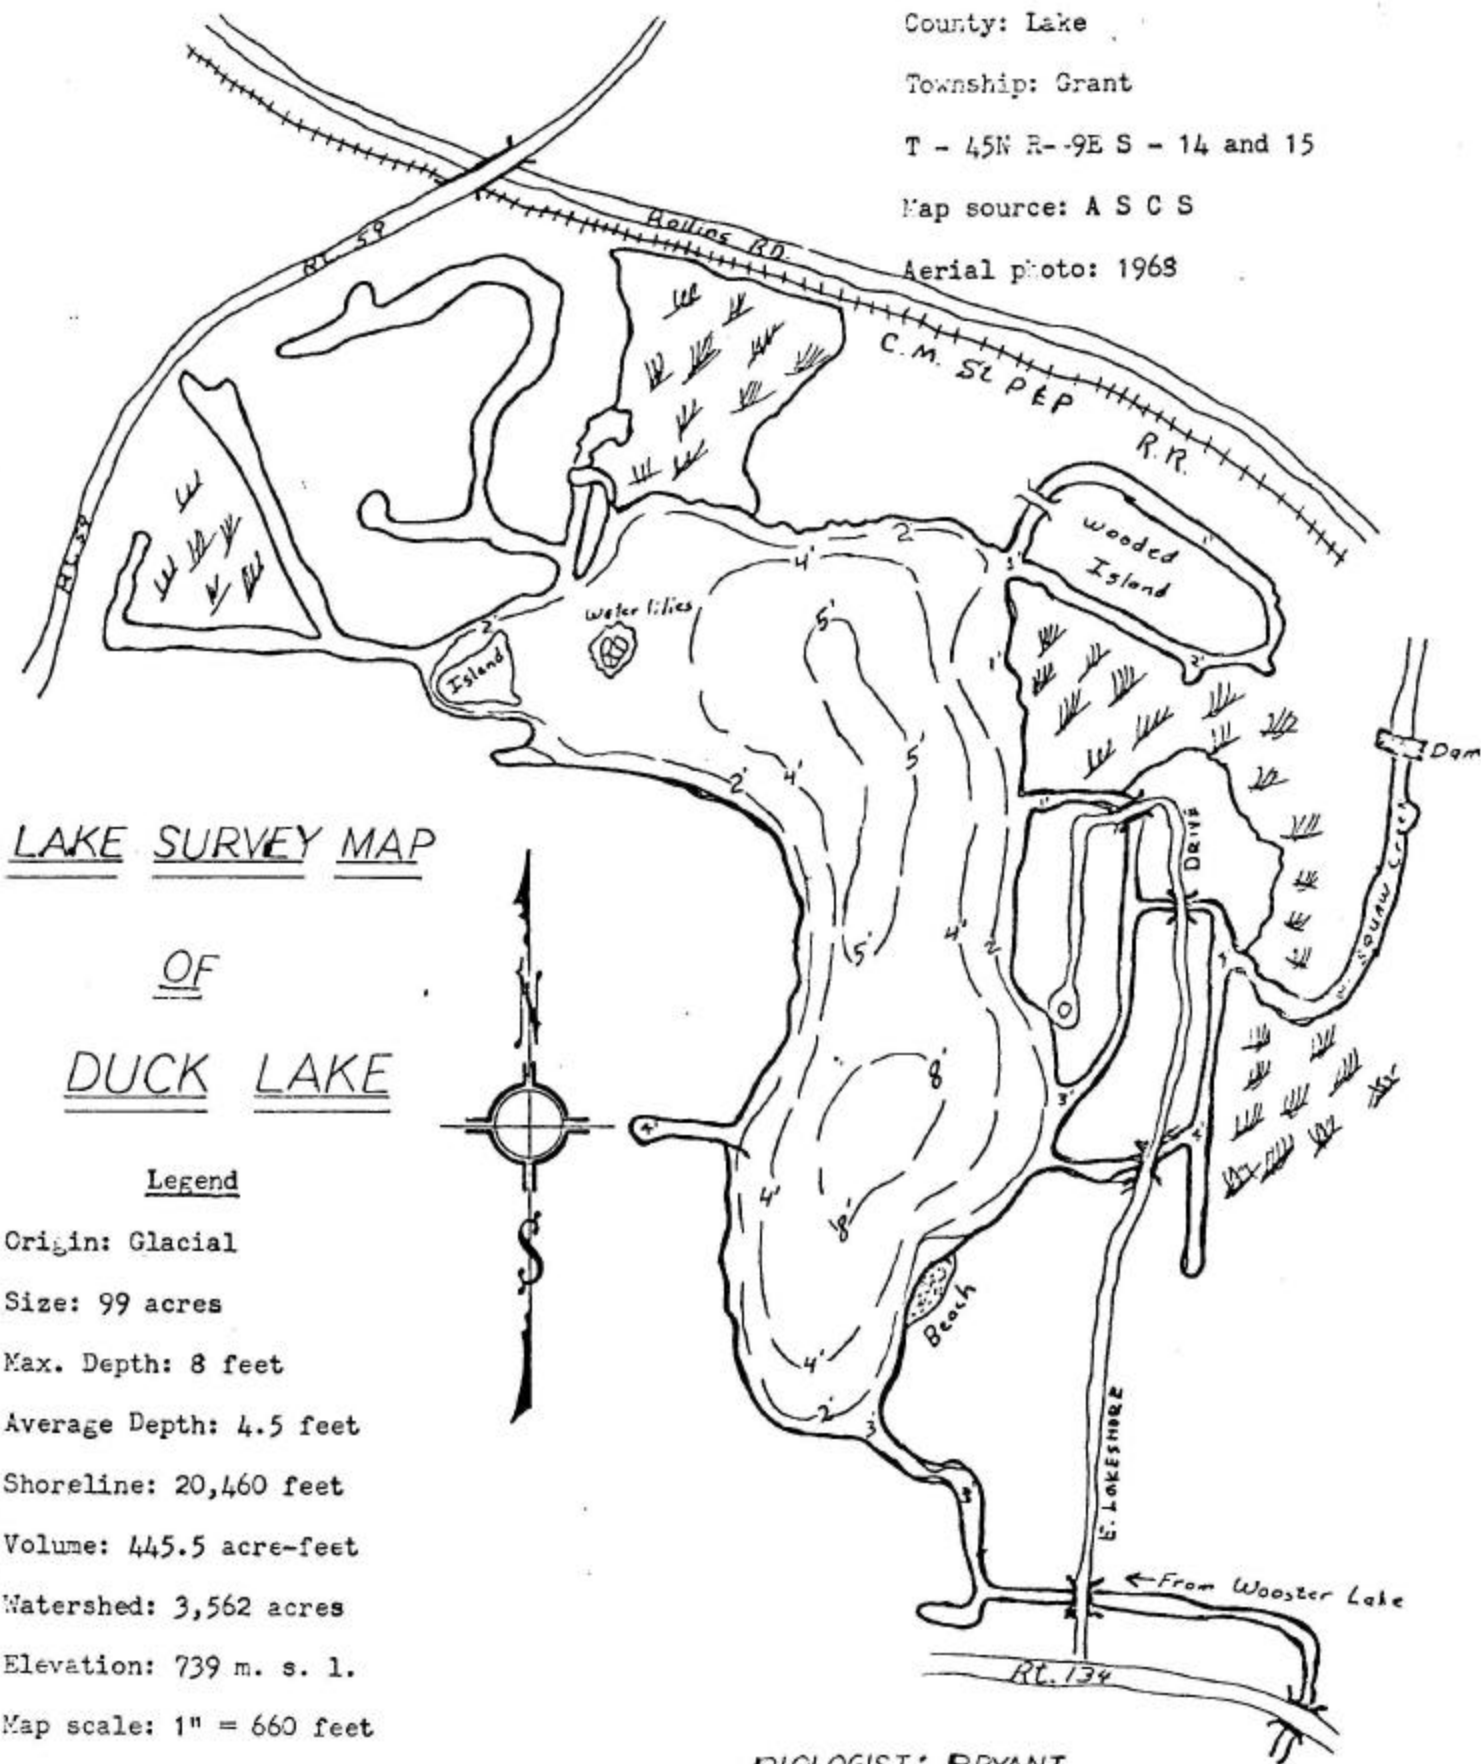 County: Lake
Township: Grant
T - 45N R--9E S - 14 and 15
Map source: A S C S
Aerial photo: 1968
Rt. 59
Rollins RD.
C. M. St P & P
R.R.
Rt. 59
Wooded
Island
Water lilies
Island
2'
4'
2
3'
1'
5'
5'
2'
4'
2'
1'
5'
4'
2
Dam
DRIVE
SQUAW Creek
LAKE SURVEY MAP
OF
DUCK LAKE
N
S
8'
3'
4'
4'
8'
3'
Beach
4'
2'
3'
3'
E. LAKESHORE
← From Wooster Lake
Rt. 134
Legend
Origin: Glacial
Size: 99 acres
Max. Depth: 8 feet
Average Depth: 4.5 feet
Shoreline: 20,460 feet
Volume: 445.5 acre-feet
Watershed: 3,562 acres
Elevation: 739 m. s. l.
Map scale: 1" = 660 feet
BIOLOGIST: BRYANT